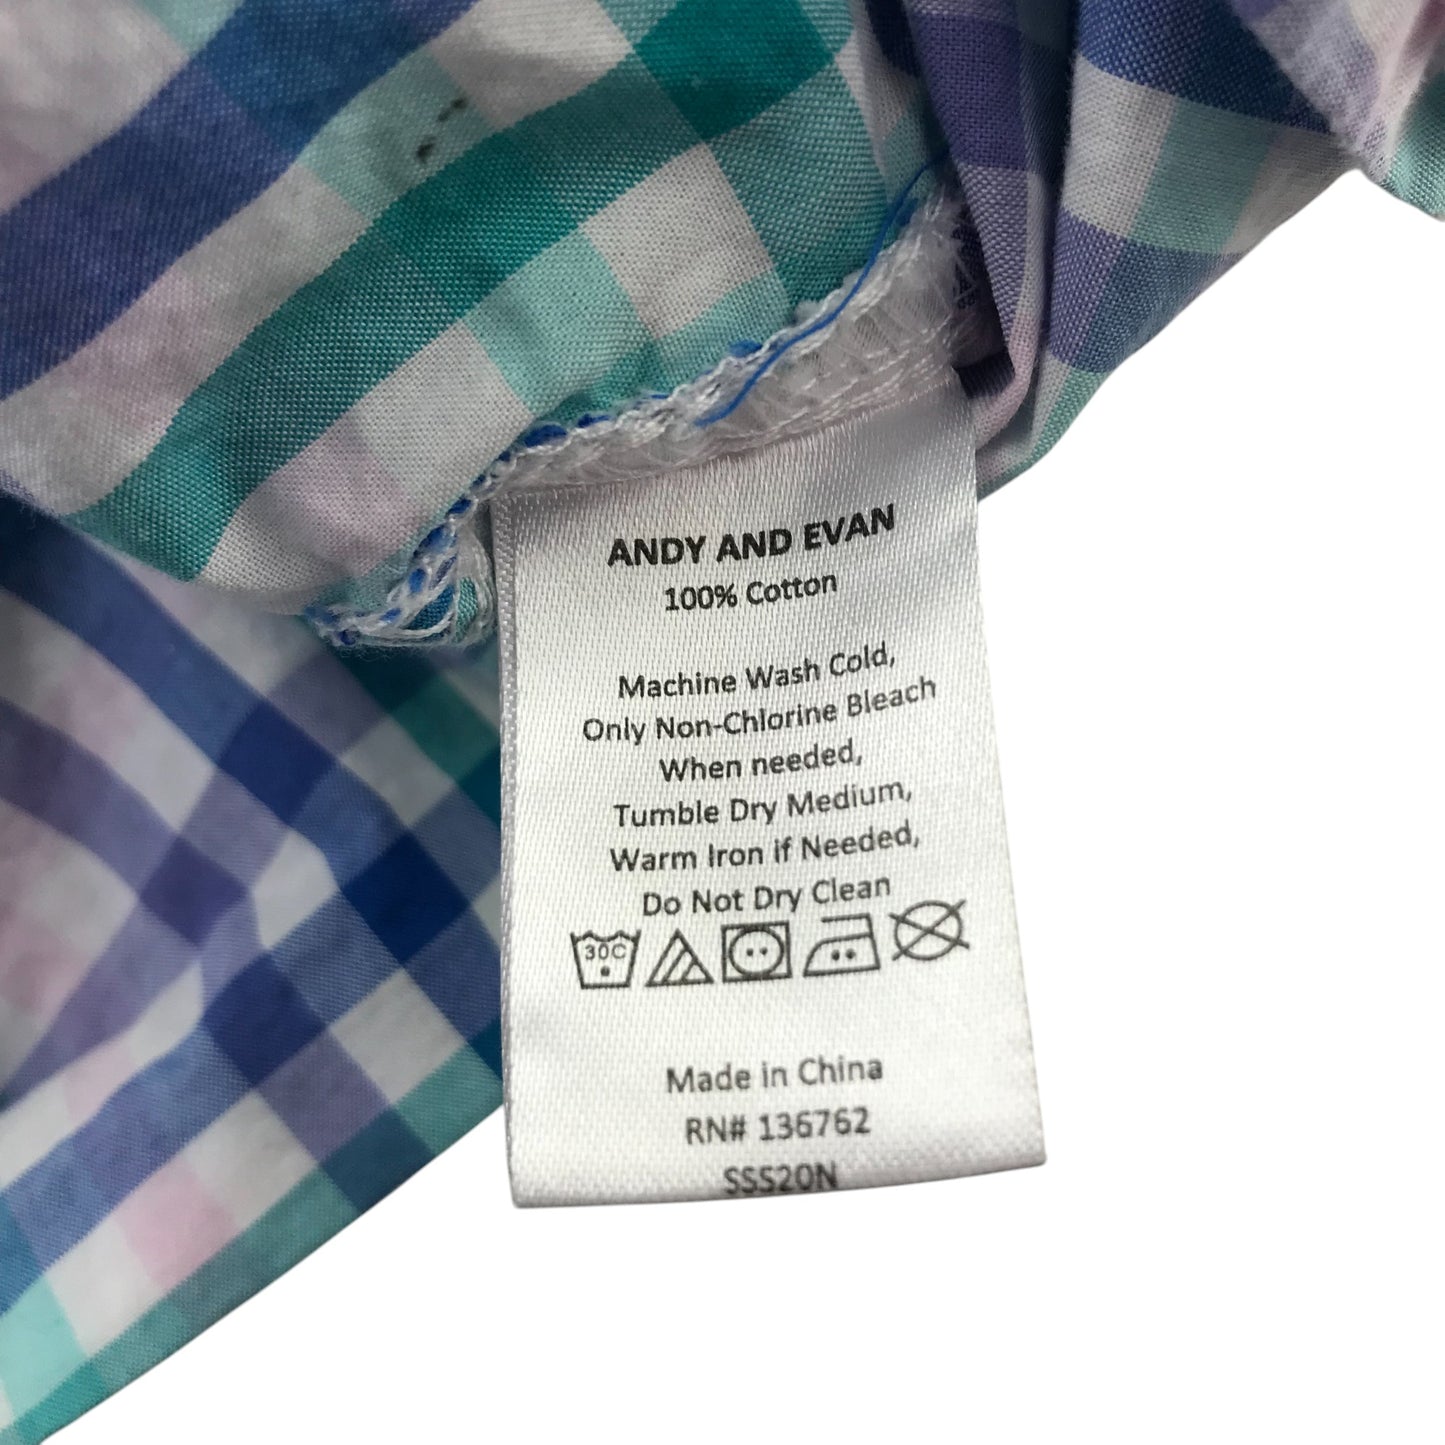 ANDY AND EVAN
100% Cotton
Machine Wash Cold,
Only Non-Chlorine Bleach
When needed,
Tumble Dry Medium,
Warm Iron if Needed,
Do Not Dry Clean
30C
Made in China
RN# 136762
SSS20N